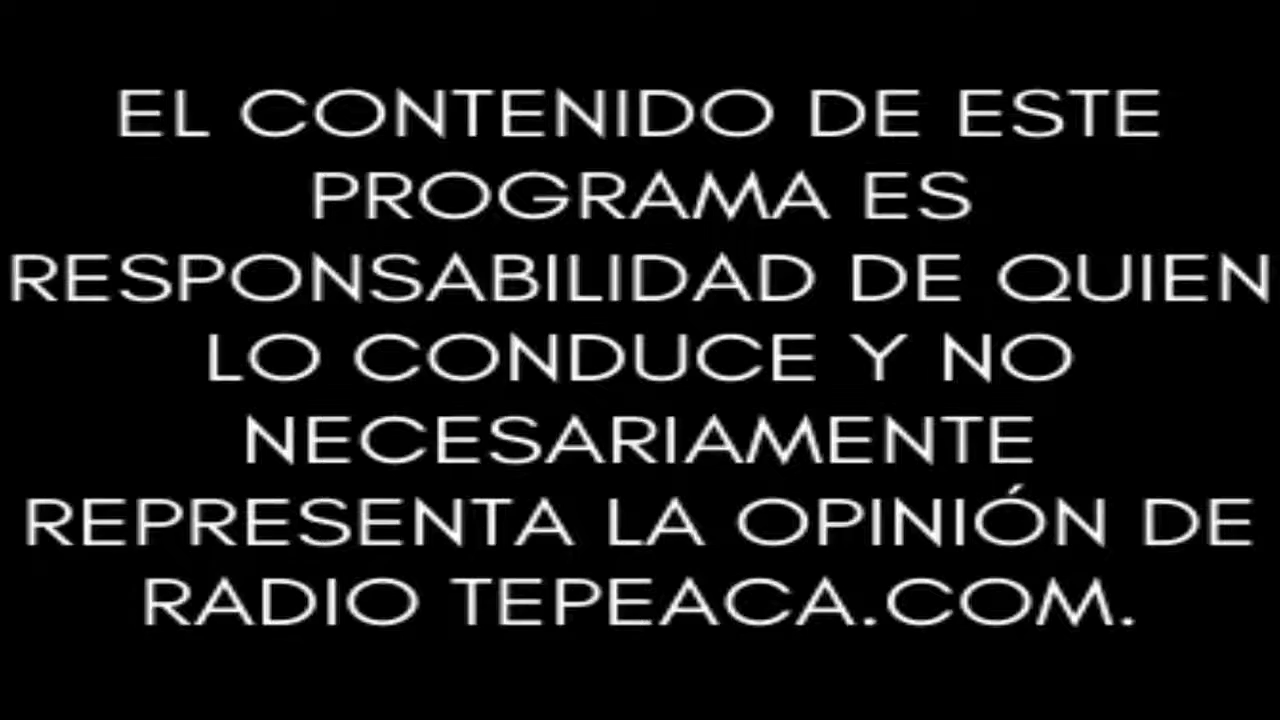 EL CONTENIDO DE ESTE
PROGRAMA ES
RESPONSABILIDAD DE QUIEN
LO CONDUCE Y NO
NECESARIAMENTE
REPRESENTA LA OPINIÓN DE
RADIO TEPEACA.COM.